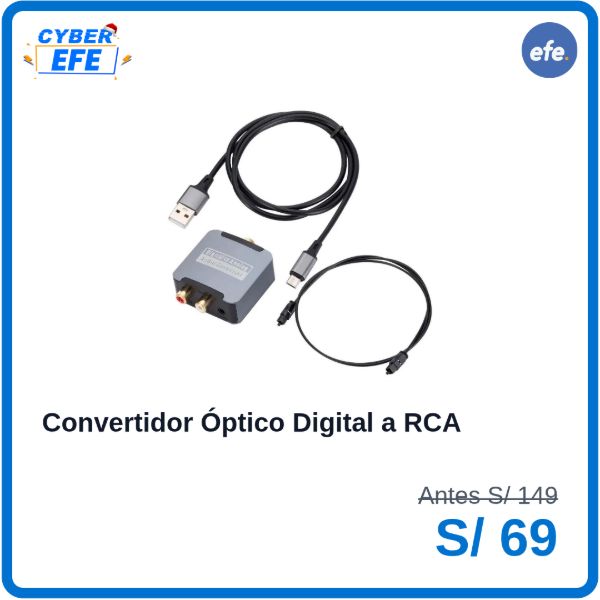 CYBER
EFE
efe.
Convertidor Óptico Digital a RCA
Antes S/ 149
S/ 69